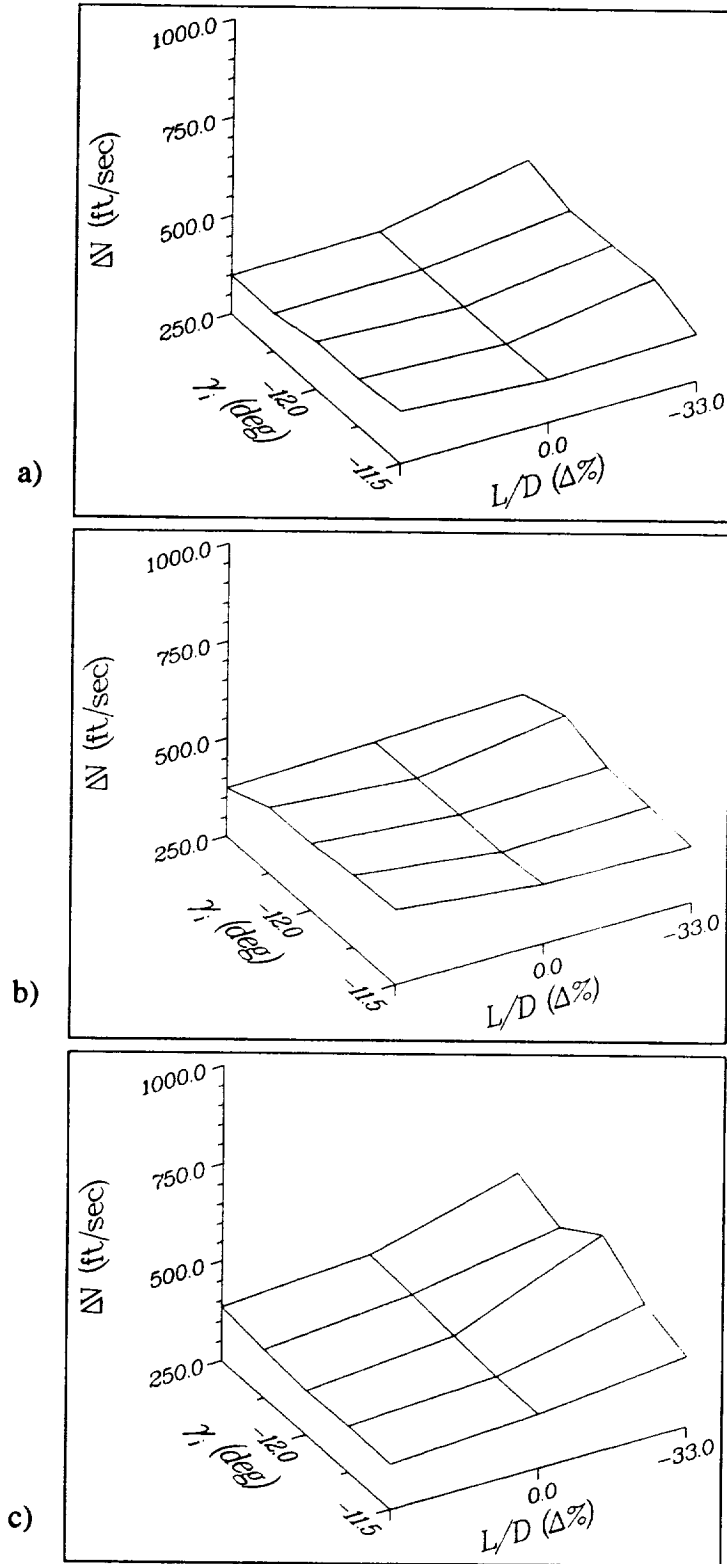 1000.0
750.0
500.0
250.0
ΔV (ft/sec)
γi (deg)
-12.0
-11.5
0.0
-33.0
L/D (Δ%)
a)
1000.0
750.0
500.0
250.0
ΔV (ft/sec)
γi (deg)
-12.0
-11.5
0.0
-33.0
L/D (Δ%)
b)
1000.0
750.0
500.0
250.0
ΔV (ft/sec)
γi (deg)
-12.0
-11.5
0.0
-33.0
L/D (Δ%)
c)